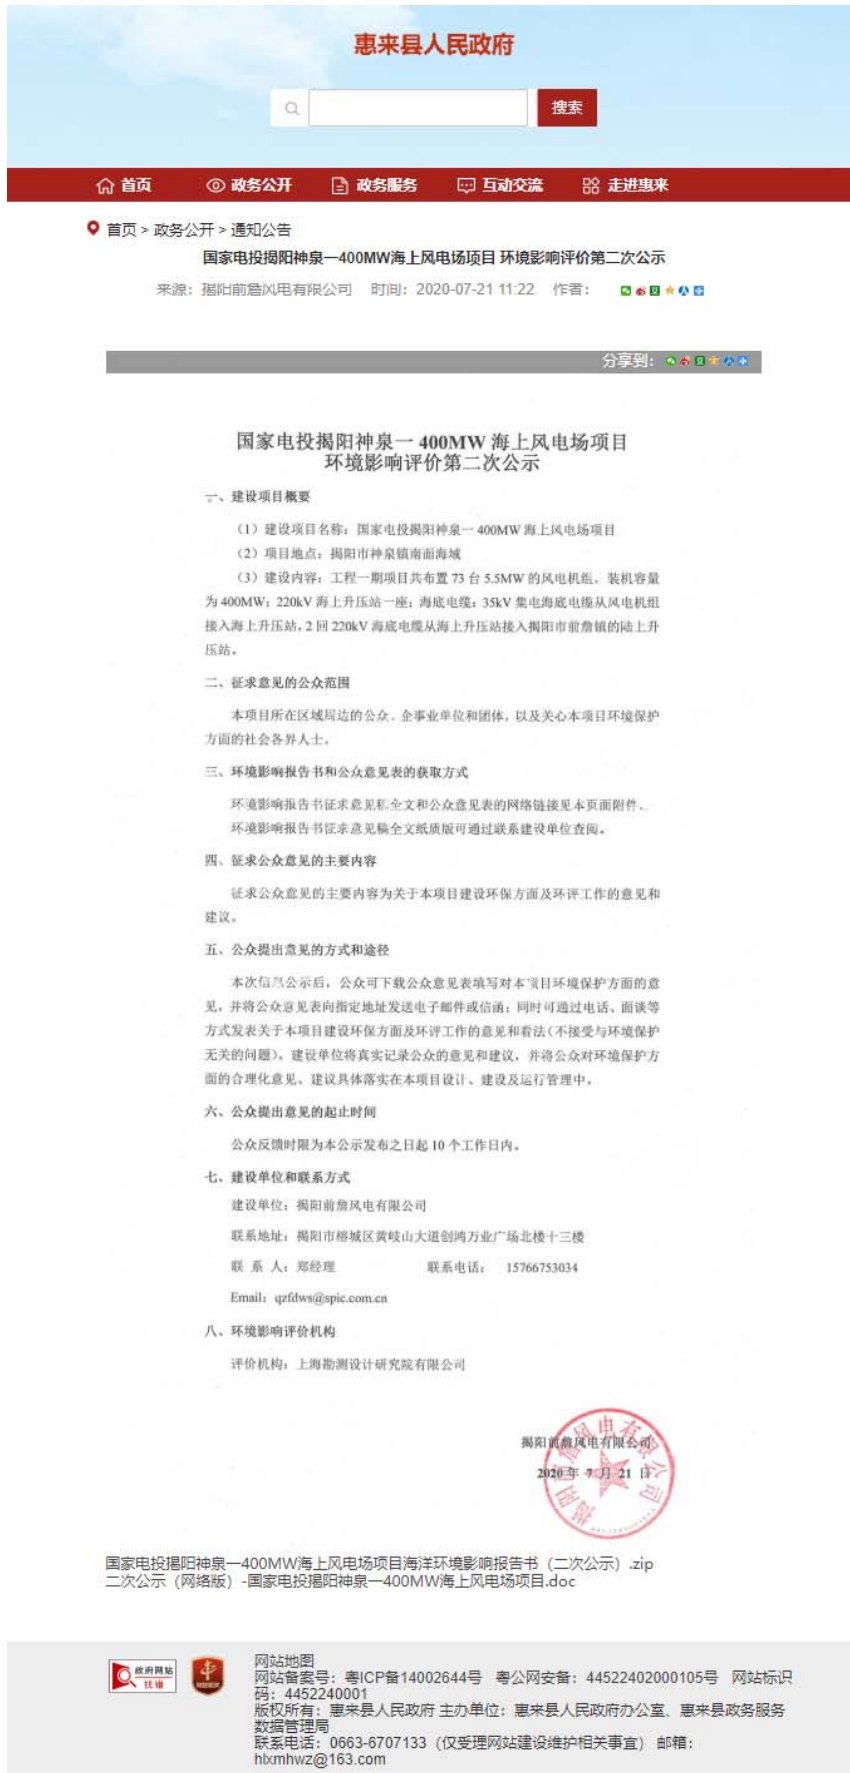 惠来县人民政府
搜索
首页 政务公开 政务服务 互动交流 走进惠来
首页 > 政务公开 > 通知公告
国家电投揭阳神泉一400MW海上风电场项目 环境影响评价第二次公示
来源：揭阳前詹风电有限公司 时间：2020-07-21 11:22 作者：
分享到：
国家电投揭阳神泉一 400MW 海上风电场项目
环境影响评价第二次公示
一、建设项目概要
（1）建设项目名称：国家电投揭阳神泉一 400MW 海上风电场项目
（2）项目地点：揭阳市神泉镇南面海域
（3）建设内容：工程一期项目共布置 73 台 5.5MW 的风电机组，装机容量
为 400MW；220kV 海上升压站一座；海底电缆：35kV 集电海底电缆从风电机组
接入海上升压站，2 回 220kV 海底电缆从海上升压站接入揭阳市前詹镇的陆上升
压站。
二、征求意见的公众范围
本项目所在区域周边的公众、企事业单位和团体，以及关心本项目环境保护
方面的社会各界人士。
三、环境影响报告书和公众意见表的获取方式
环境影响报告书征求意见稿全文和公众意见表的网络链接见本页面附件。
环境影响报告书征求意见稿全文纸质版可通过联系建设单位查阅。
四、征求公众意见的主要内容
征求公众意见的主要内容为关于本项目建设环保方面及环评工作的意见和
建议。
五、公众提出意见的方式和途径
本次信息公示后，公众可下载公众意见表填写对本项目环境保护方面的意
见，并将公众意见表向指定地址发送电子邮件或信函；同时可通过电话、面谈等
方式发表关于本项目建设环保方面及环评工作的意见和看法（不接受与环境保护
无关的问题）。建设单位将真实记录公众的意见和建议，并将公众对环境保护方
面的合理化意见、建议具体落实在本项目设计、建设及运行管理中。
六、公众提出意见的起止时间
公众反馈时限为本公示发布之日起 10 个工作日内。
七、建设单位和联系方式
建设单位：揭阳前詹风电有限公司
联系地址：揭阳市榕城区黄岐山大道创鸿万业广场北楼十三楼
联 系 人：郑经理 联系电话： 15766753034
Email：qzfdws@spic.com.cn
八、环境影响评价机构
评价机构：上海勘测设计研究院有限公司
揭阳前詹风电有限公司
2020 年 7 月 21 日
国家电投揭阳神泉一400MW海上风电场项目海洋环境影响报告书（二次公示）.zip
二次公示（网络版）-国家电投揭阳神泉一400MW海上风电场项目.doc
政府网站
找错
网站地图
网站备案号：粤ICP备14002644号 粤公网安备：44522402000105号 网站标识
码：4452240001
版权所有：惠来县人民政府 主办单位：惠来县人民政府办公室、惠来县政务服务
数据管理局
联系电话：0663-6707133（仅受理网站建设维护相关事宜） 邮箱：
hlxmhwz@163.com